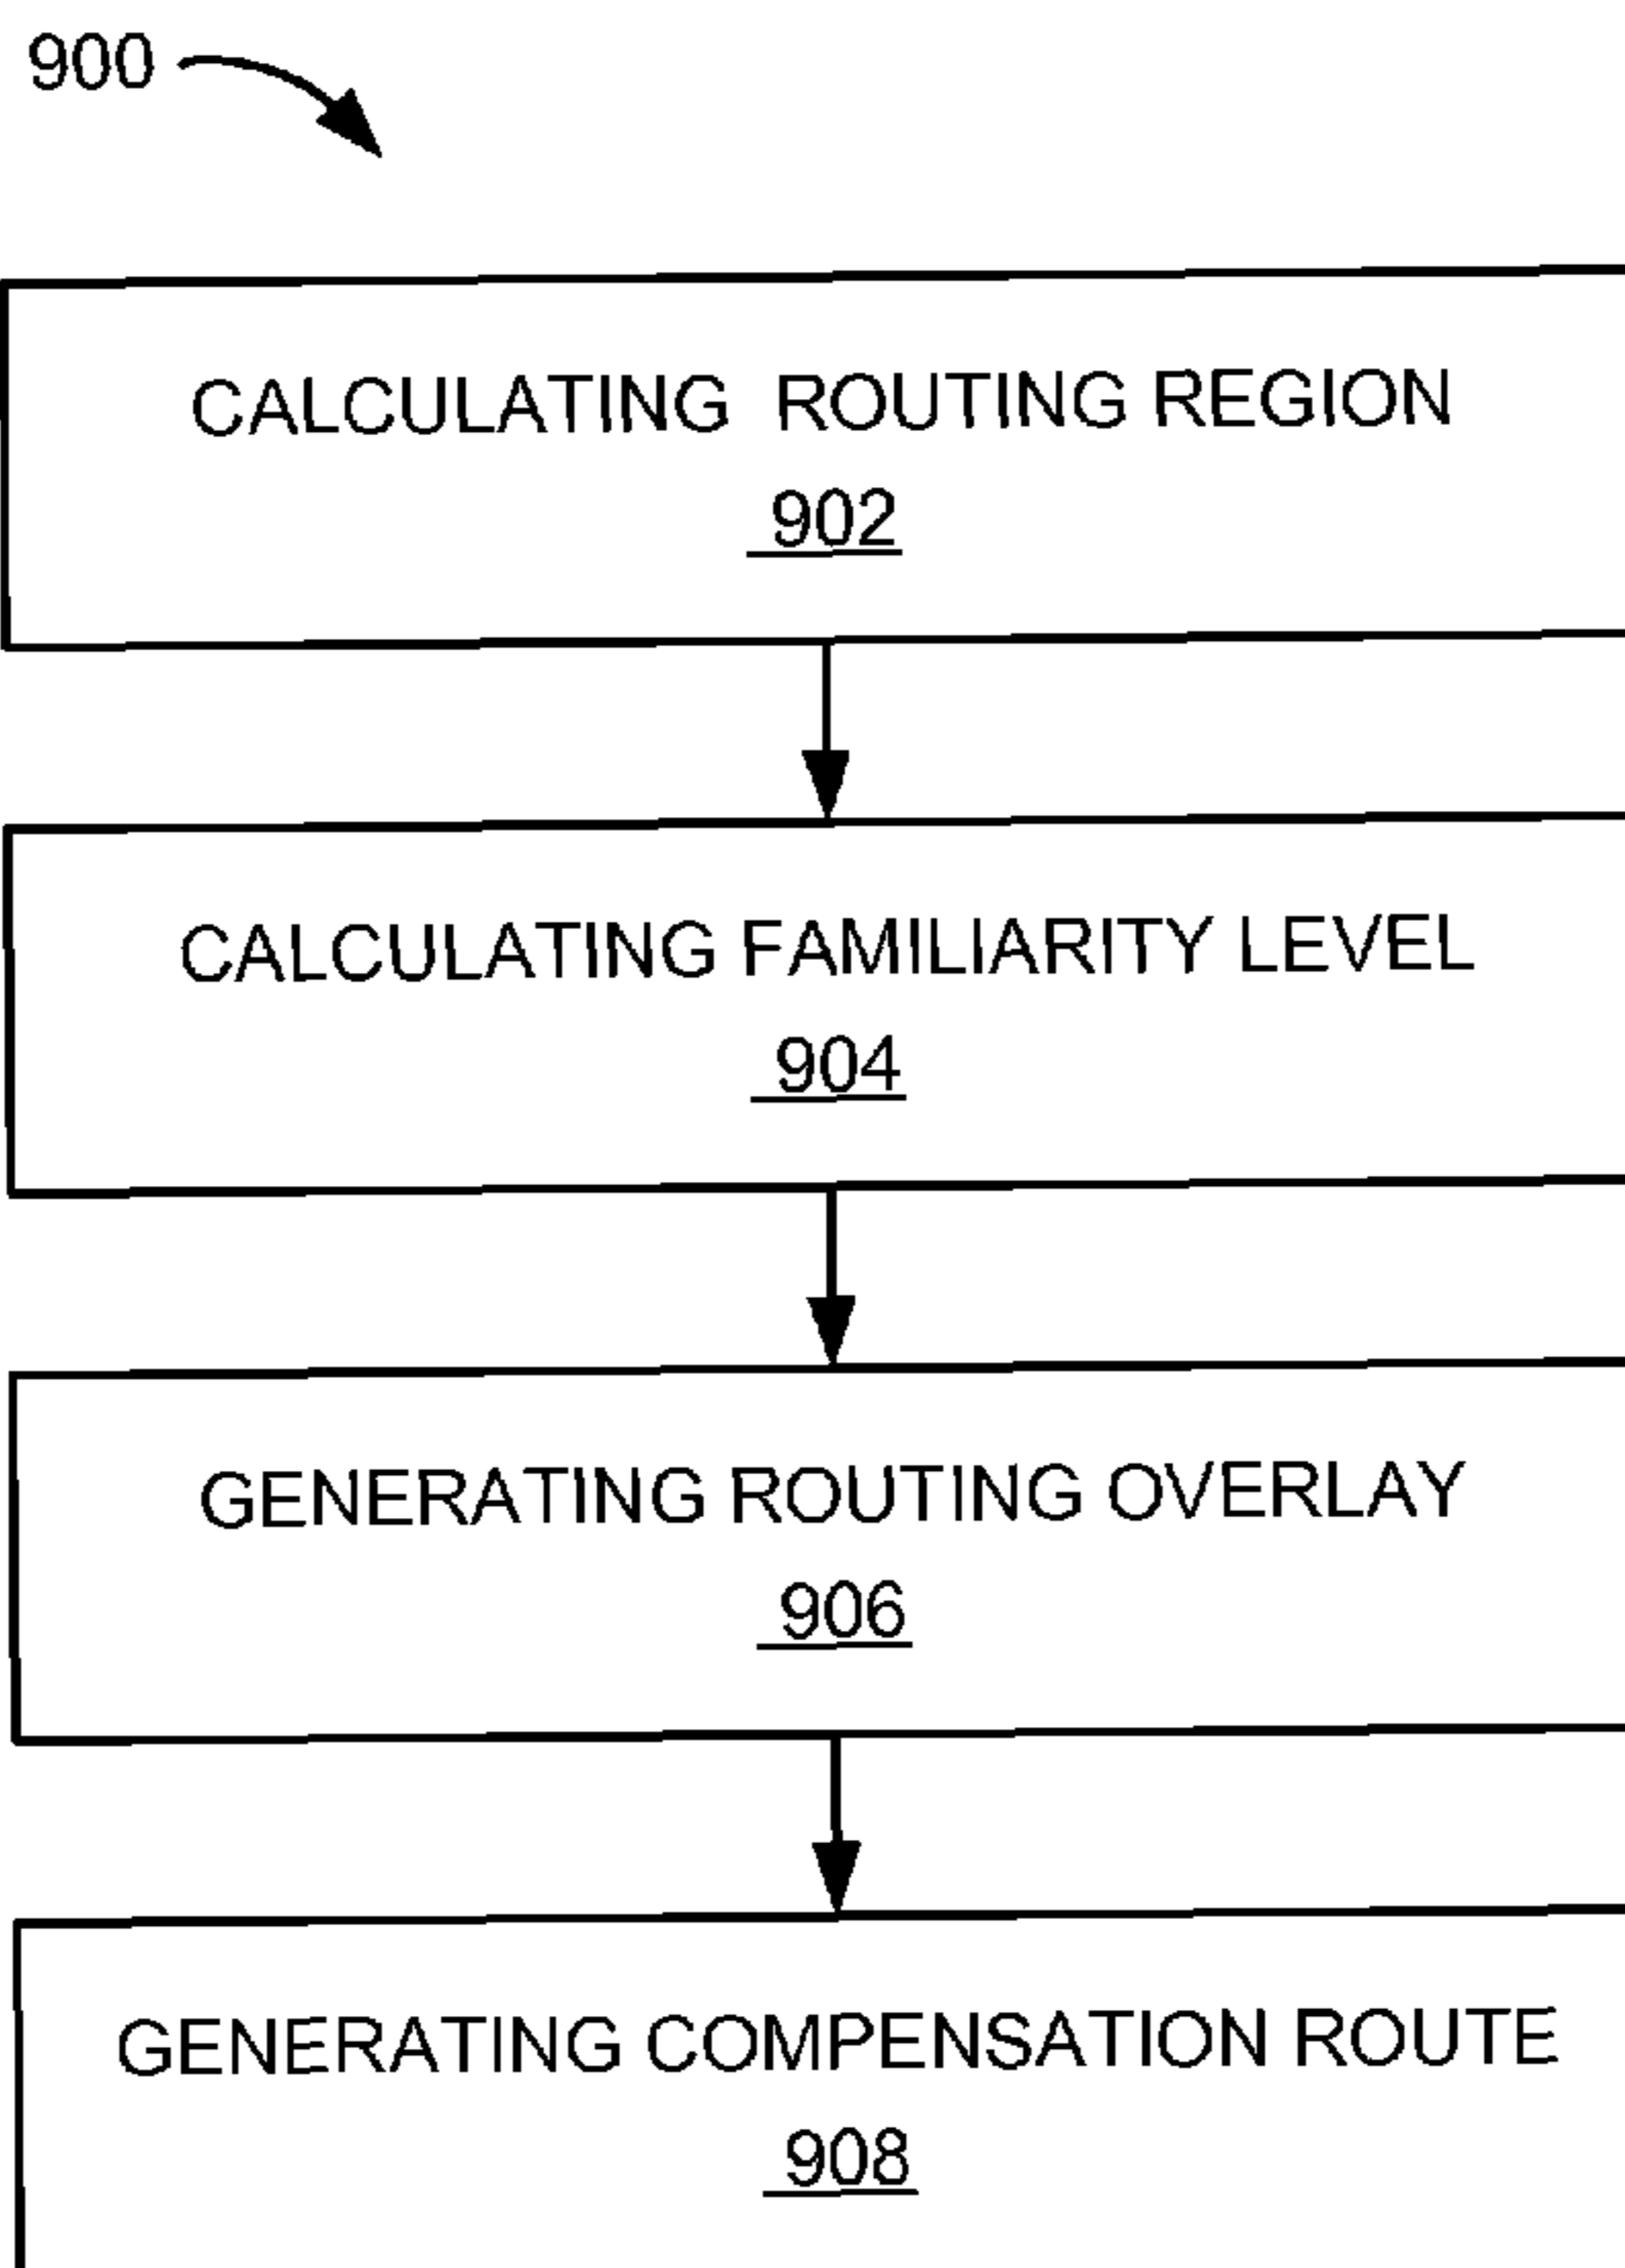 900
CALCULATING ROUTING REGION
902
CALCULATING FAMILIARITY LEVEL
904
GENERATING ROUTING OVERLAY
906
GENERATING COMPENSATION ROUTE
908